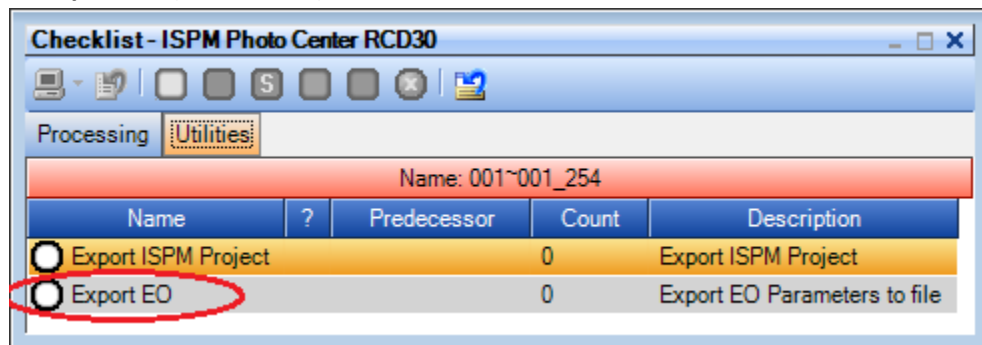 Checklist - ISPM Photo Center RCD30
S
Processing Utilities
Name: 001~001_254
Name ? Predecessor Count Description
Export ISPM Project 0 Export ISPM Project
Export EO 0 Export EO Parameters to file